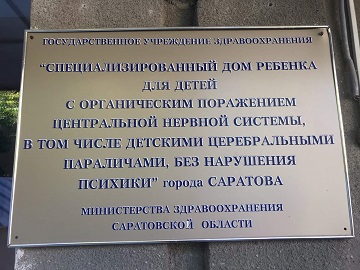 ГОСУДАРСТВЕННОЕ УЧРЕЖДЕНИЕ ЗДРАВООХРАНЕНИЯ
“СПЕЦИАЛИЗИРОВАННЫЙ ДОМ РЕБЕНКА
ДЛЯ ДЕТЕЙ
С ОРГАНИЧЕСКИМ ПОРАЖЕНИЕМ
ЦЕНТРАЛЬНОЙ НЕРВНОЙ СИСТЕМЫ,
В ТОМ ЧИСЛЕ ДЕТСКИМИ ЦЕРЕБРАЛЬНЫМИ
ПАРАЛИЧАМИ, БЕЗ НАРУШЕНИЯ
ПСИХИКИ” города САРАТОВА
МИНИСТЕРСТВА ЗДРАВООХРАНЕНИЯ
САРАТОВСКОЙ ОБЛАСТИ